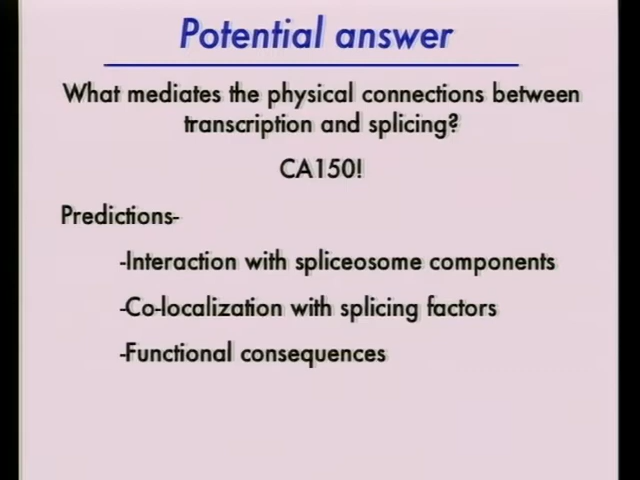 Potential answer
What mediates the physical connections between
transcription and splicing?
CA150!
Predictions-
-Interaction with spliceosome components
-Co-localization with splicing factors
-Functional consequences